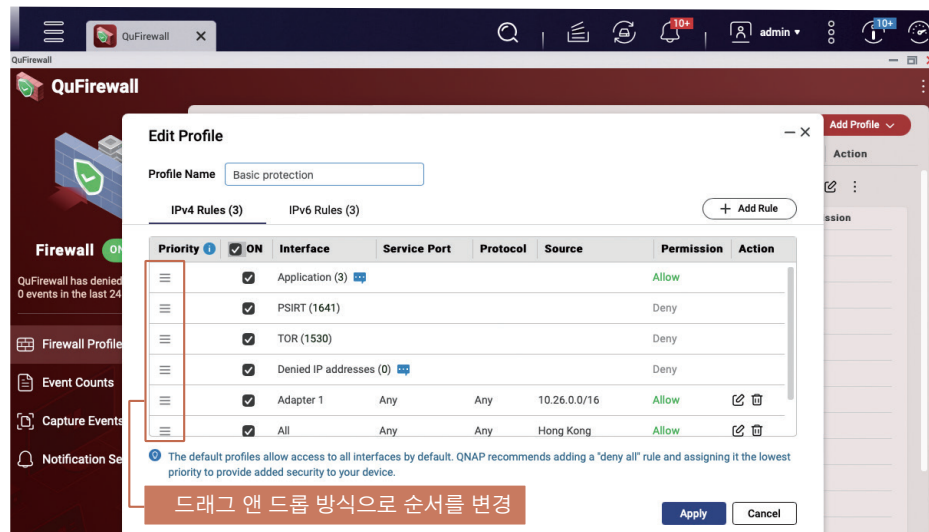 QuFirewall
10+
admin
10+
QuFirewall
QuFirewall
Add Profile
Edit Profile
Action
Profile Name Basic protection
IPv4 Rules (3) IPv6 Rules (3) + Add Rule
ssion
Firewall ON
Priority ON Interface Service Port Protocol Source Permission Action
QuFirewall has denied
0 events in the last 24
Application (3) Allow
PSIRT (1641) Deny
TOR (1530) Deny
Firewall Profile
Denied IP addresses (0) Deny
Event Counts
Adapter 1 Any Any 10.26.0.0/16 Allow
Capture Events
All Any Any Hong Kong Allow
Notification Se
The default profiles allow access to all interfaces by default. QNAP recommends adding a "deny all" rule and assigning it the lowest
priority to provide added security to your device.
드래그 앤 드롭 방식으로 순서를 변경
Apply Cancel